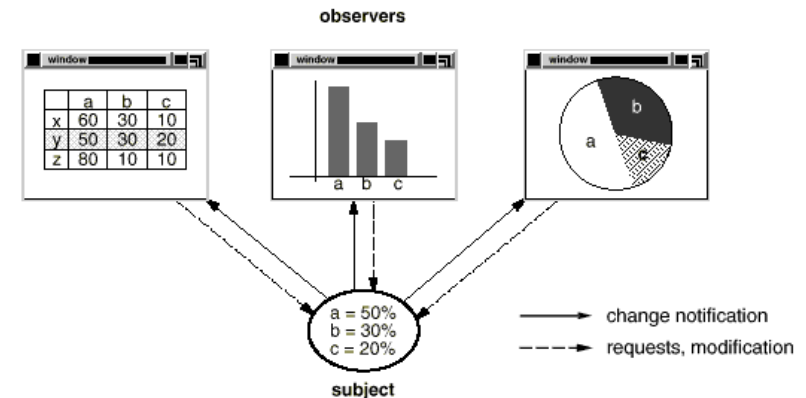 observers
window
a b c
x 60 30 10
y 50 30 20
z 80 10 10
window
a b c
window
a
b
c
a = 50%
b = 30%
c = 20%
subject
change notification
requests, modification